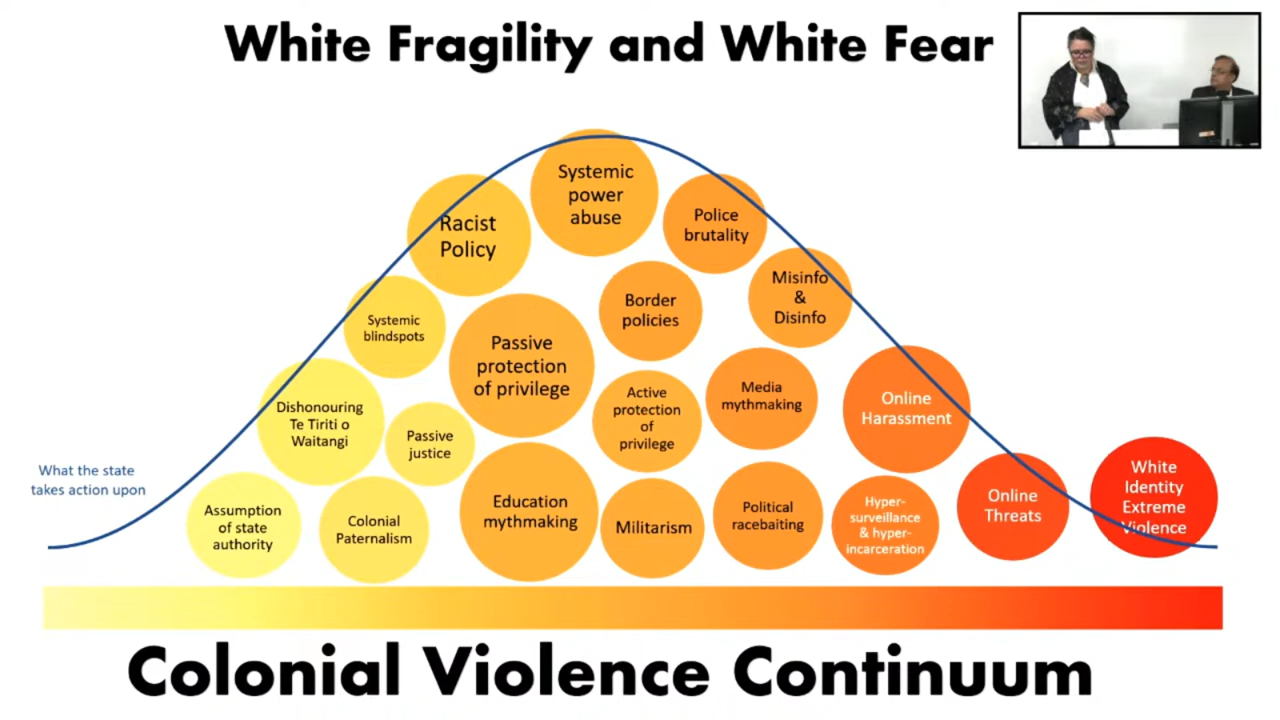 White Fragility and White Fear
Systemic
power
abuse
Racist
Policy
Police
brutality
Misinfo
&
Disinfo
Border
policies
Systemic
blindspots
Passive
protection
of privilege
Active
protection
of
privilege
Media
mythmaking
Online
Harassment
Dishonouring
Te Tiriti o
Waitangi
Passive
justice
What the state
takes action upon
Assumption
of state
authority
Colonial
Paternalism
Education
mythmaking
Militarism
Political
racebaiting
Hyper-
surveillance
& hyper-
incarceration
Online
Threats
White
Identity
Extreme
Violence
Colonial Violence Continuum